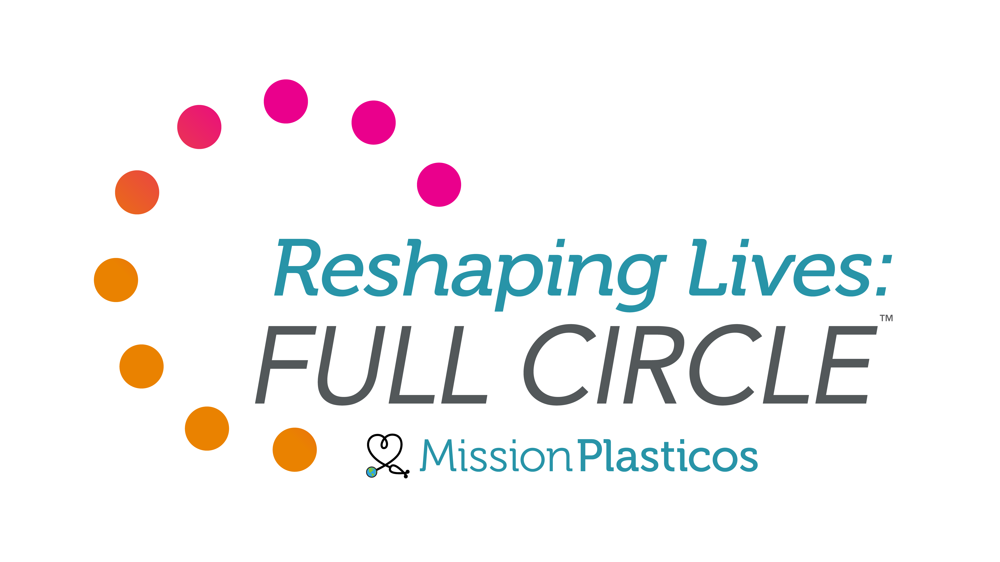 Reshaping Lives:
FULL CIRCLE™
MissionPlasticos